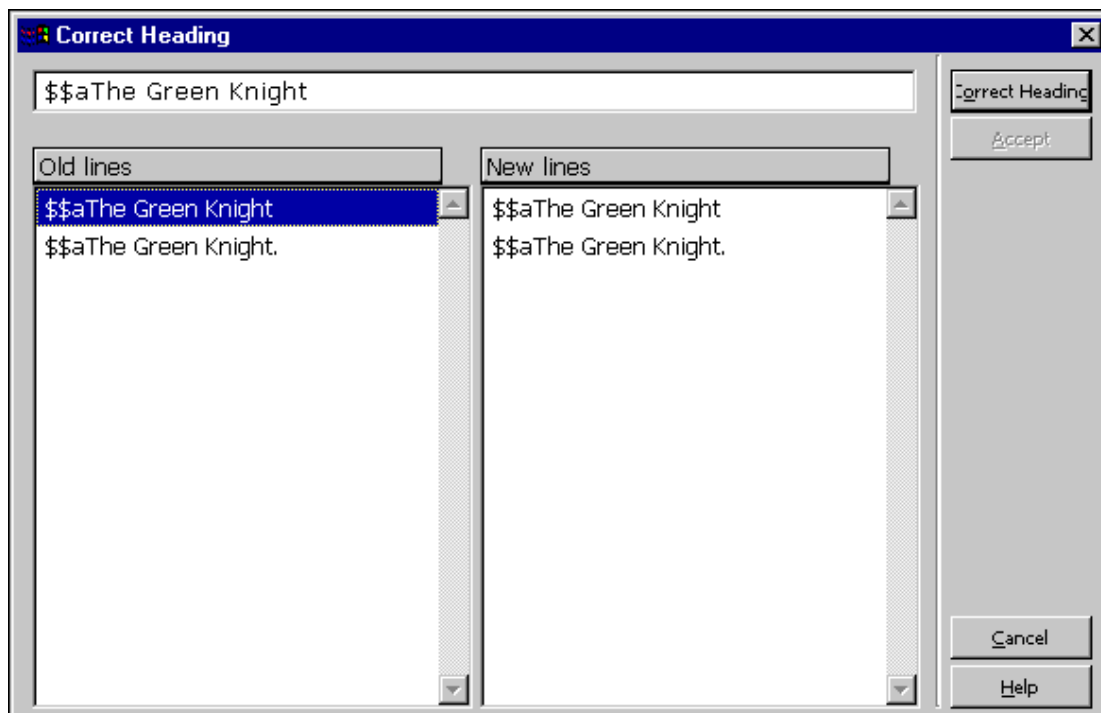 Correct Heading
$$aThe Green Knight
Correct Heading
Accept
Old lines
New lines
$$aThe Green Knight
$$aThe Green Knight.
$$aThe Green Knight
$$aThe Green Knight.
Cancel
Help